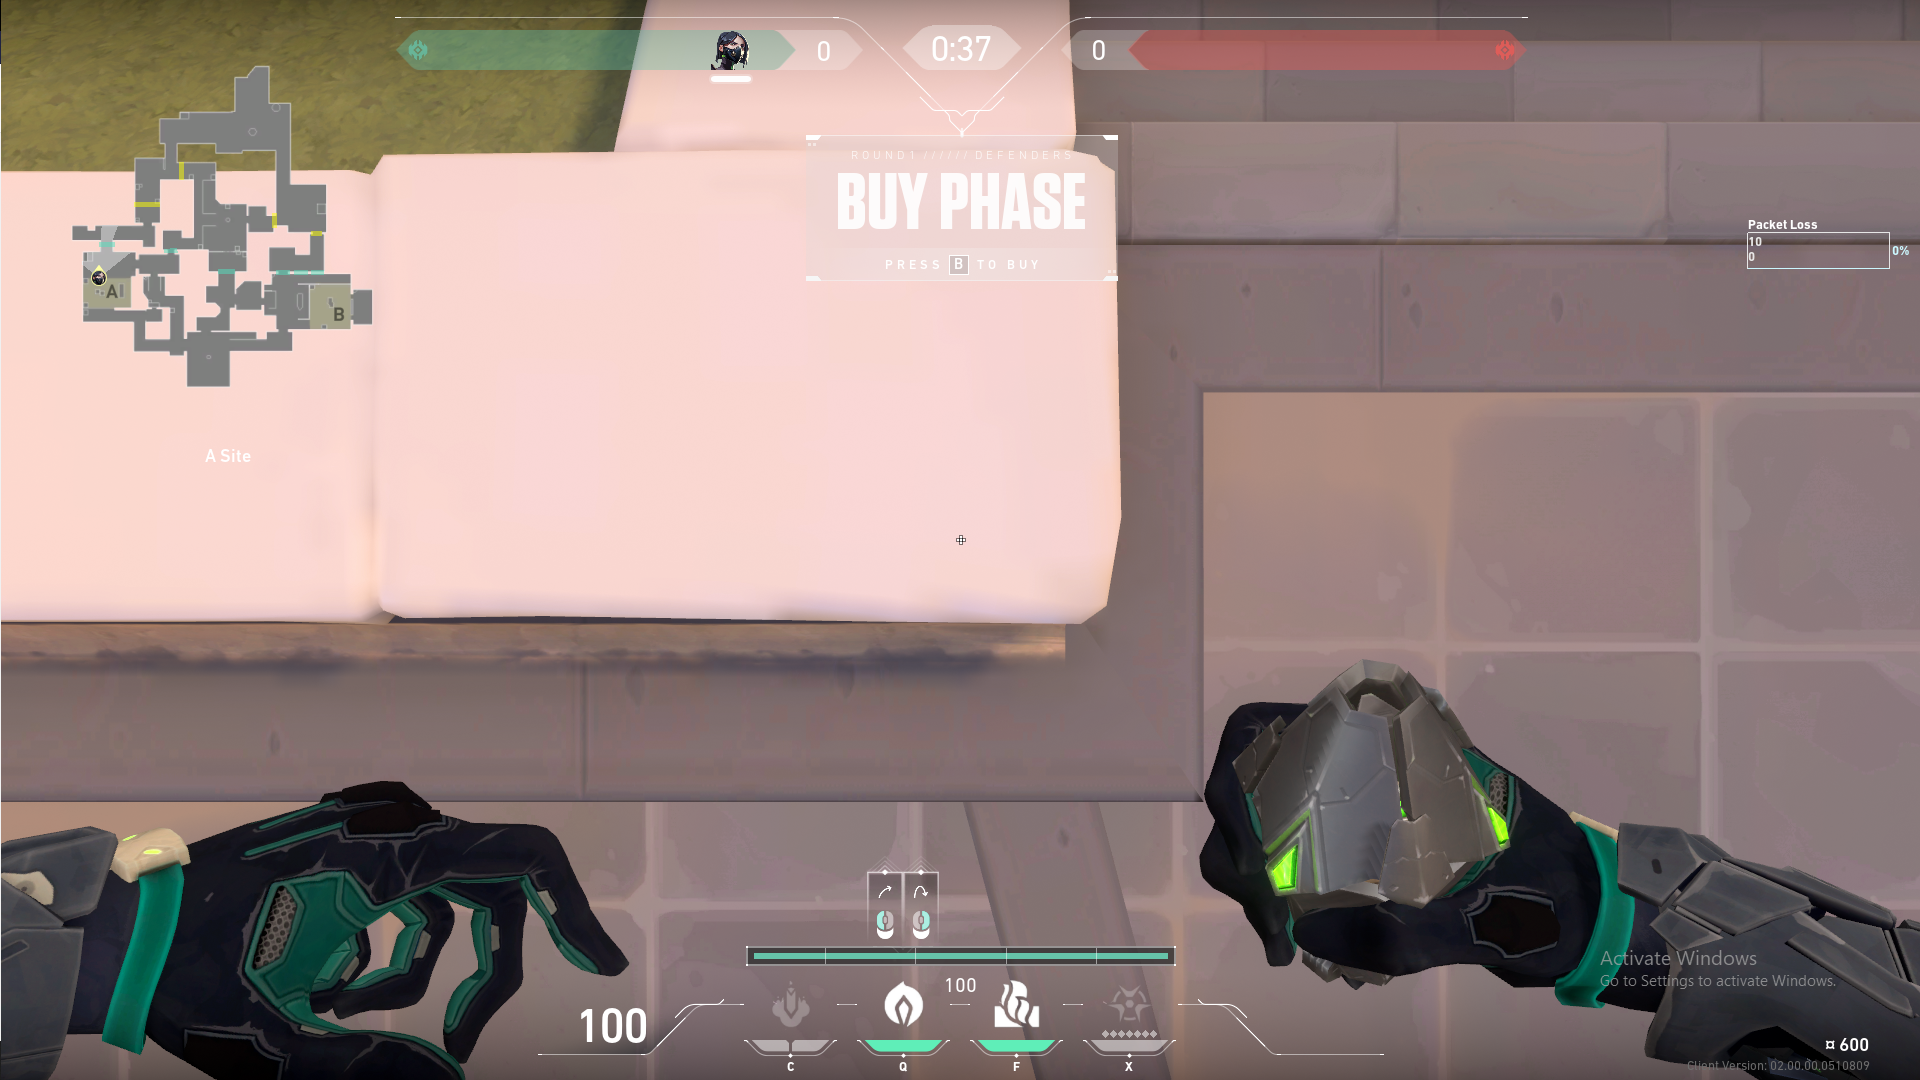 0
0:37
0
ROUND 1 ////// DEFENDERS
BUY PHASE
PRESS B TO BUY
Packet Loss
10
0
0%
A
B
A Site
100
100
C
Q
F
X
Activate Windows
Go to Settings to activate Windows.
¤ 600
Client Version: 02.00.00.0510809